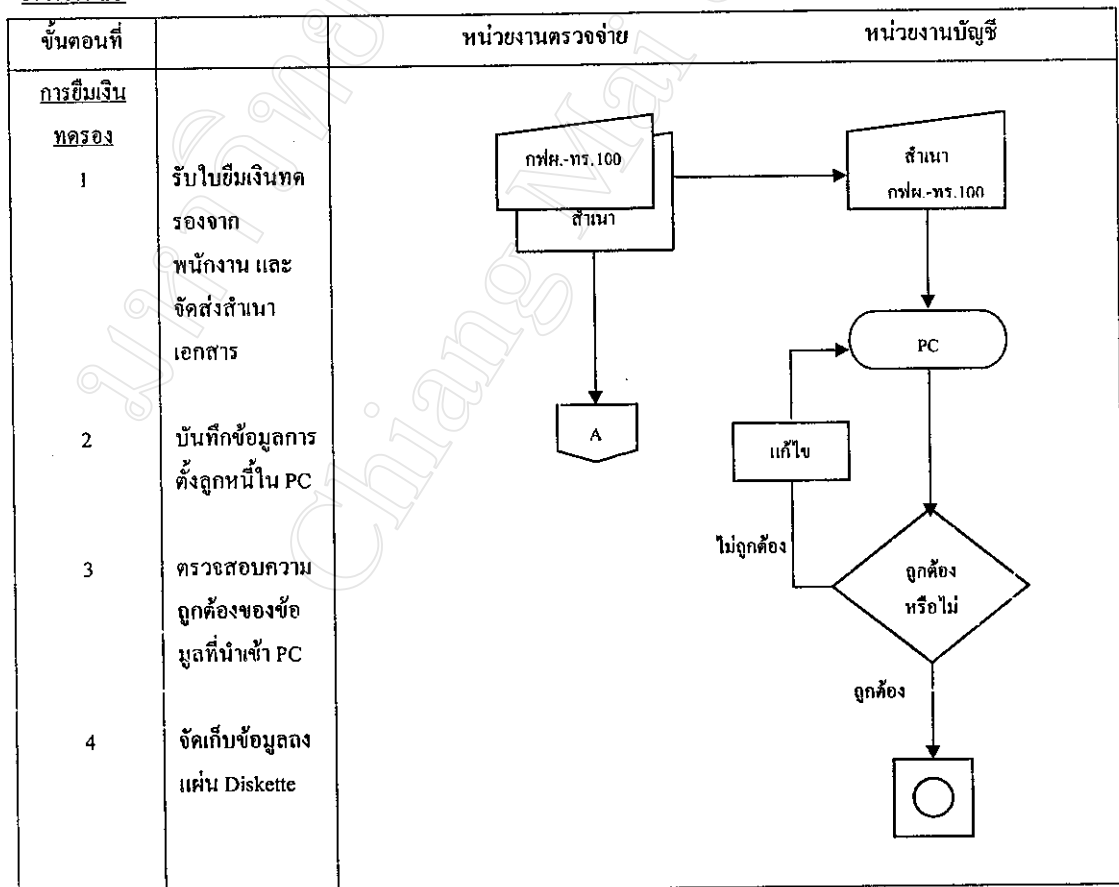 ขั้นตอนที่
หน่วยงานตรวจจ่าย
หน่วยงานบัญชี
การยืมเงิน
ทดรอง
1
รับใบยืมเงินทด
รองจาก
พนักงาน และ
จัดส่งสำเนา
เอกสาร
2
บันทึกข้อมูลการ
ตั้งลูกหนี้ใน PC
3
ตรวจสอบความ
ถูกต้องของข้อ
มูลที่นำเข้า PC
4
จัดเก็บข้อมูลลง
แผ่น Diskette
กฟผ.-ทร.100
สำเนา
A
สำเนา
กฟผ.-ทร.100
PC
แก้ไข
ไม่ถูกต้อง
ถูกต้อง
หรือไม่
ถูกต้อง
Chiang Mai